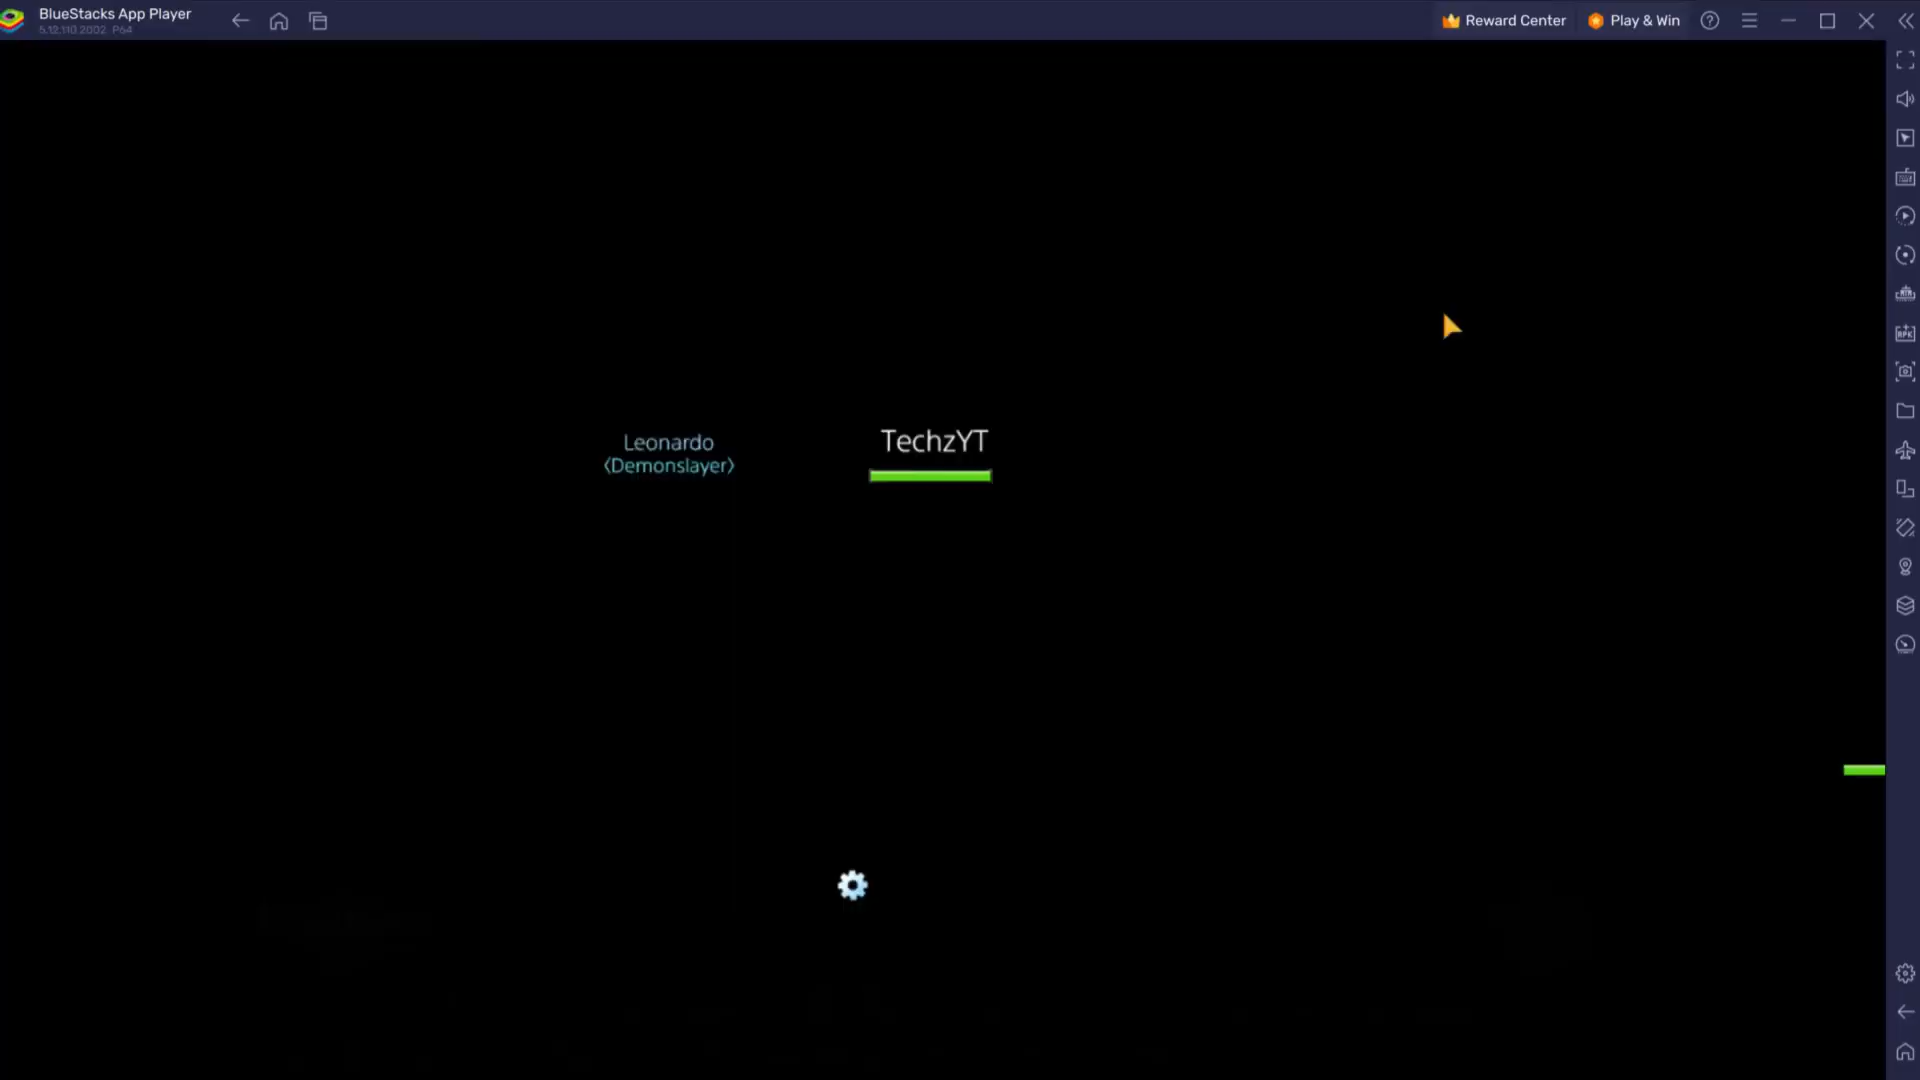 BlueStacks App Player
5.12.110.2002 P64
Reward Center
Play & Win
Leonardo
〈Demonslayer〉
TechzYT